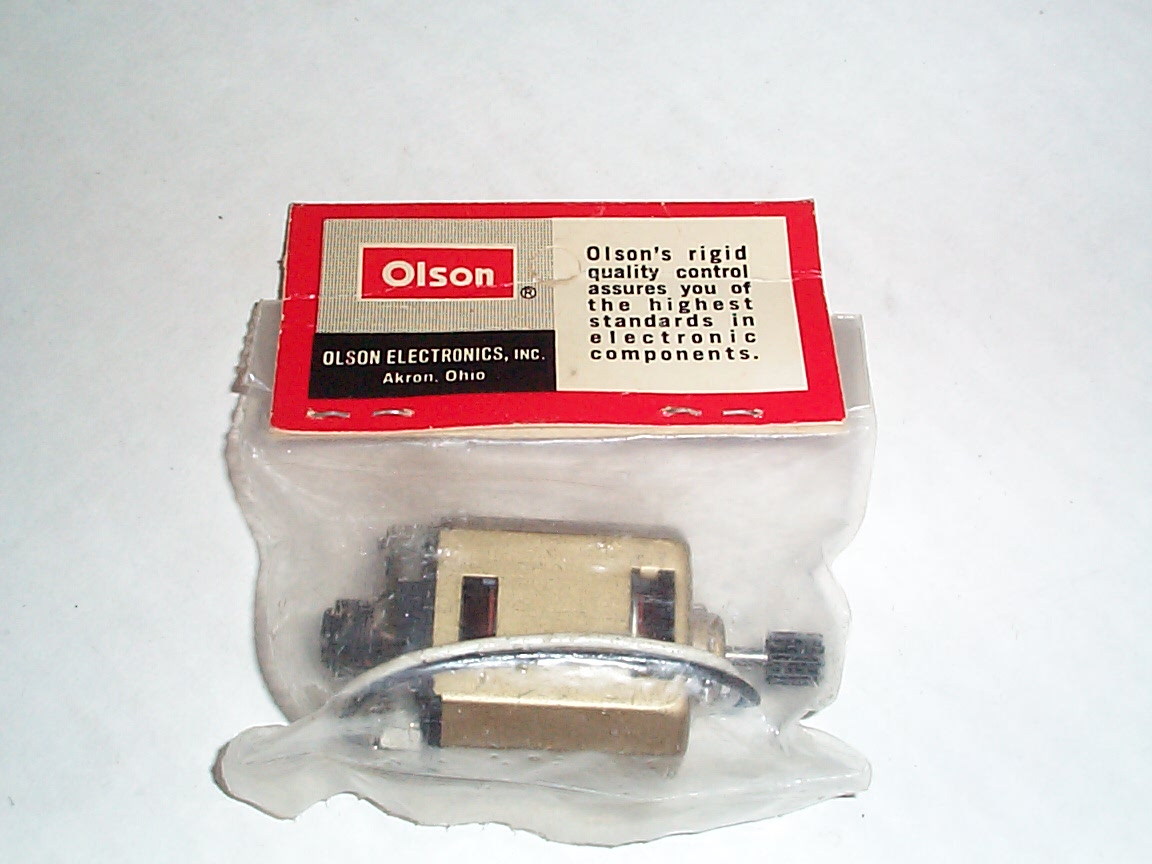 Olson
®
OLSON ELECTRONICS, INC.
Akron, Ohio
Olson's rigid
quality control
assures you of
the highest
standards in
electronic
components.